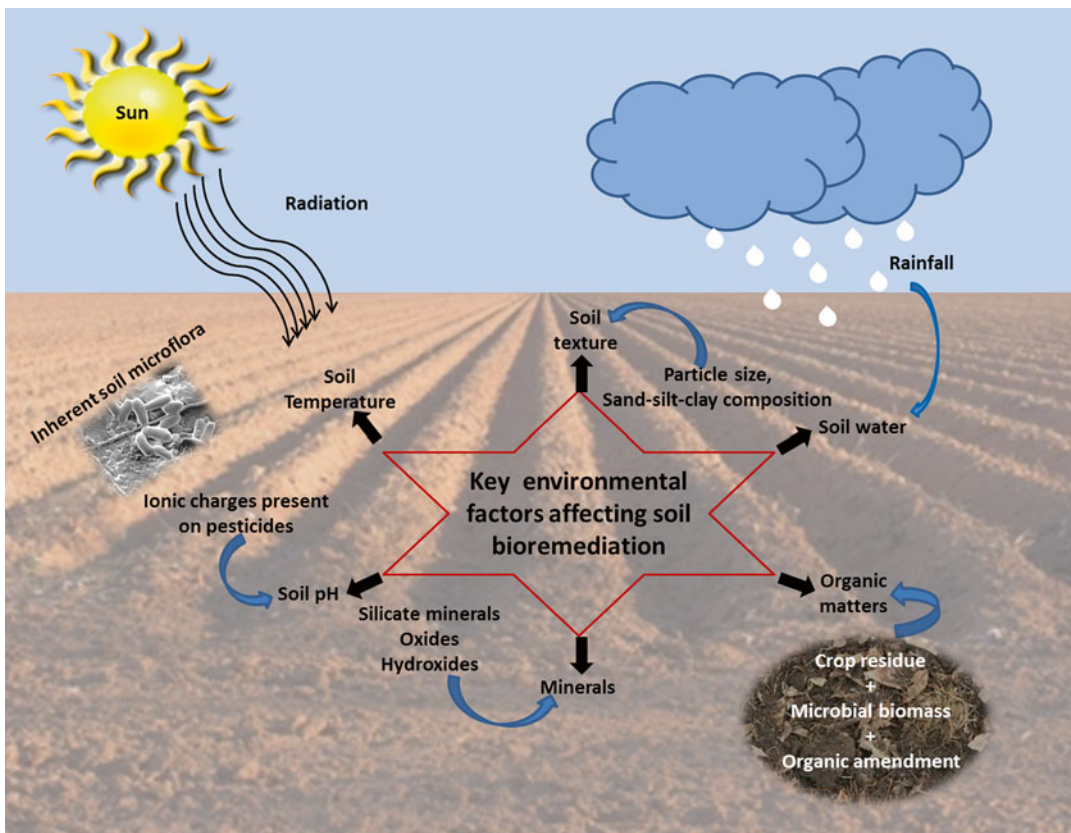 Sun
Radiation
Rainfall
Inherent soil microflora
Soil
Temperature
Soil
texture
Particle size,
Sand-silt-clay composition
Soil water
Key environmental
factors affecting soil
bioremediation
Ionic charges present
on pesticides
Soil pH
Silicate minerals
Oxides
Hydroxides
Minerals
Organic
matters
Crop residue
+
Microbial biomass
+
Organic amendment